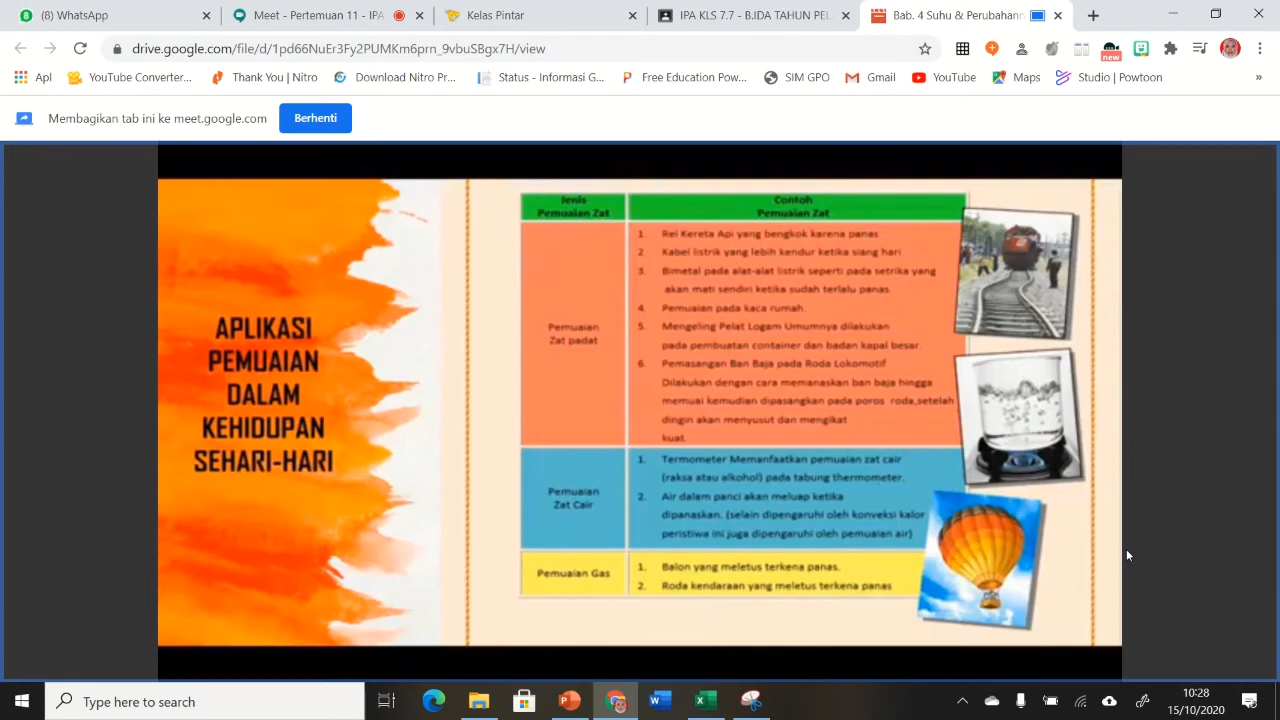 (8) WhatsApp
Meet - Pertem
11 - IPA
Kelas Pintar
IPA KLS 7.7 - BJIDA TAHUN PEL
Bab. 4 Suhu & Perubahan
new
Apl
YouTube Converter...
Thank You | Nitro
Download Nitro Pr...
Status - Informasi G...
Free Education Pow...
SIM GPO
Gmail
YouTube
Maps
Studio | Powtoon
»
Membagikan tab ini ke meet.google.com
Berhenti
APLIKASI
PEMUAIAN
DALAM
KEHIDUPAN
SEHARI-HARI
Jenis
Pemuaian Zat
Contoh
Pemuaian Zat
Pemuaian
Zat padat
1. Rel Kereta Api yang bengkok karena panas
2 Kabel listrik yang lebih kendur ketika siang hari
3. Bimetal pada alat-alat listrik seperti pada setrika yang
akan mati sendiri ketika sudah terlalu panas.
4. Pemuaian pada kaca rumah.
5. Mengeling Pelat Logam Umumnya dilakukan
pada pembuatan container dan badan kapal besar.
6. Pemasangan Ban Baja pada Roda Lokomotif
Dilakukan dengan cara memanaskan ban baja hingga
memuai kemudian dipasangkan pada poros roda,setelah
dingin akan menyusut dan mengikat
kuat.
Pemuaian
Zat Cair
1. Termometer Memanfaatkan pemuaian zat cair
(raksa atau alkohol) pada tabung thermometer.
2. Air dalam panci akan meluap ketika
dipanaskan. (selain dipengaruhi oleh konveksi kalor
peristiwa ini juga dipengaruhi oleh pemuaian air)
Pemuaian Gas
1. Balon yang meletus terkena panas.
2. Roda kendaraan yang meletus terkena panas
Type here to search
10:28
15/10/2020